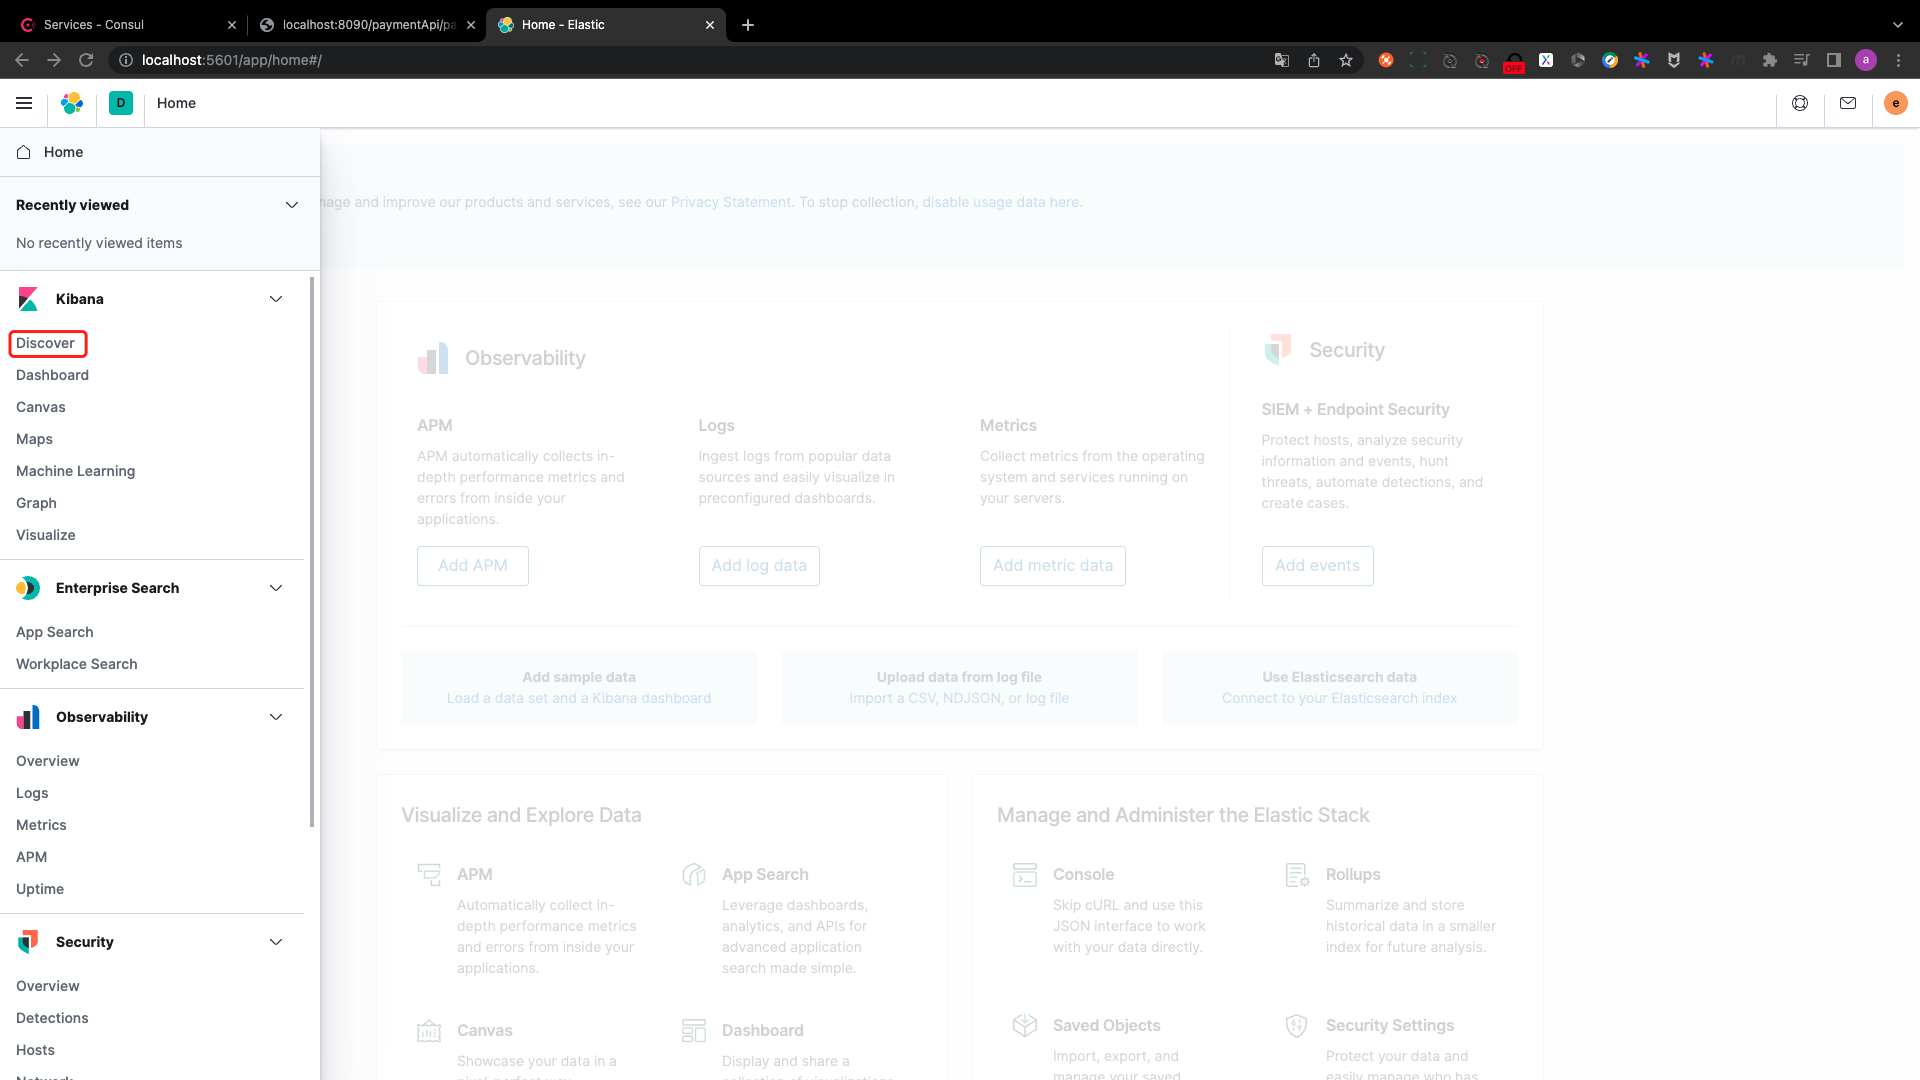 Services - Consul
localhost:8090/paymentApi/pa
Home - Elastic
localhost:5601/app/home#/
OFF
a
D
Home
e
Home
Recently viewed
No recently viewed items
Kibana
Discover
Dashboard
Canvas
Maps
Machine Learning
Graph
Visualize
Enterprise Search
App Search
Workplace Search
Observability
Overview
Logs
Metrics
APM
Uptime
Security
Overview
Detections
Hosts
Network
nage and improve our products and services, see our Privacy Statement. To stop collection, disable usage data here.
Observability
APM
APM automatically collects in-
depth performance metrics and
errors from inside your
applications.
Add APM
Logs
Ingest logs from popular data
sources and easily visualize in
preconfigured dashboards.
Add log data
Metrics
Collect metrics from the operating
system and services running on
your servers.
Add metric data
Security
SIEM + Endpoint Security
Protect hosts, analyze security
information and events, hunt
threats, automate detections, and
create cases.
Add events
Add sample data
Load a data set and a Kibana dashboard
Upload data from log file
Import a CSV, NDJSON, or log file
Use Elasticsearch data
Connect to your Elasticsearch index
Visualize and Explore Data
APM
Automatically collect in-
depth performance metrics
and errors from inside your
applications.
App Search
Leverage dashboards,
analytics, and APIs for
advanced application
search made simple.
Canvas
Showcase your data in a
pixel-perfect way.
Dashboard
Display and share a
collection of visualizations
Manage and Administer the Elastic Stack
Console
Skip cURL and use this
JSON interface to work
with your data directly.
Rollups
Summarize and store
historical data in a smaller
index for future analysis.
Saved Objects
Import, export, and
manage your saved
Security Settings
Protect your data and
easily manage who has